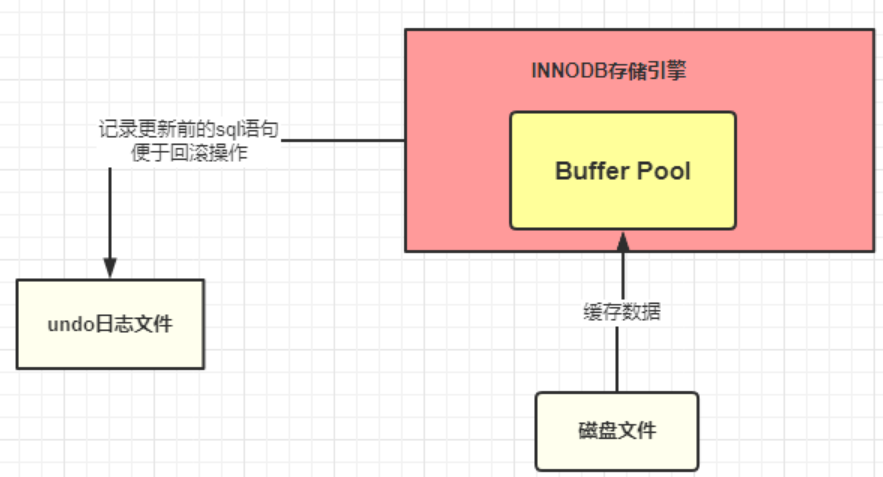 INNODB存储引擎
记录更新前的sql语句
便于回滚操作
Buffer Pool
undo日志文件
缓存数据
磁盘文件